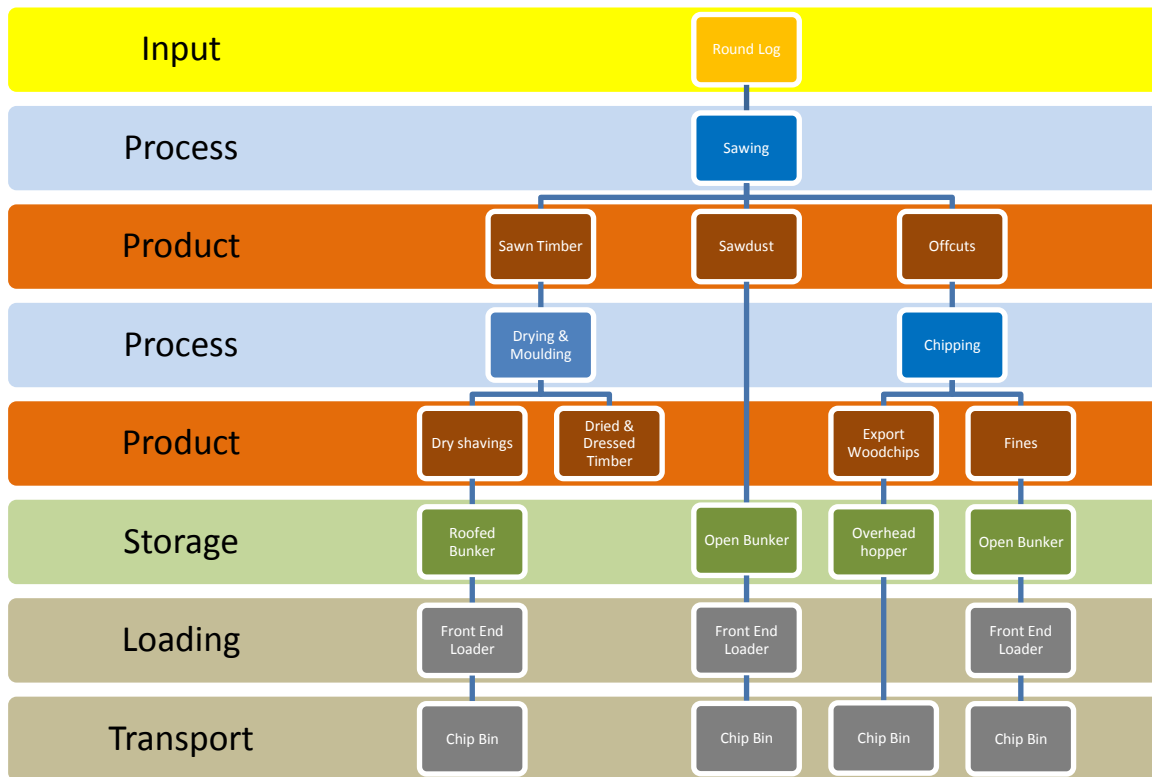 Input
Round Log
Process
Sawing
Product
Sawn Timber
Sawdust
Offcuts
Process
Drying &
Moulding
Chipping
Product
Dry shavings
Dried &
Dressed
Timber
Export
Woodchips
Fines
Storage
Roofed
Bunker
Open Bunker
Overhead
hopper
Open Bunker
Loading
Front End
Loader
Front End
Loader
Front End
Loader
Transport
Chip Bin
Chip Bin
Chip Bin
Chip Bin